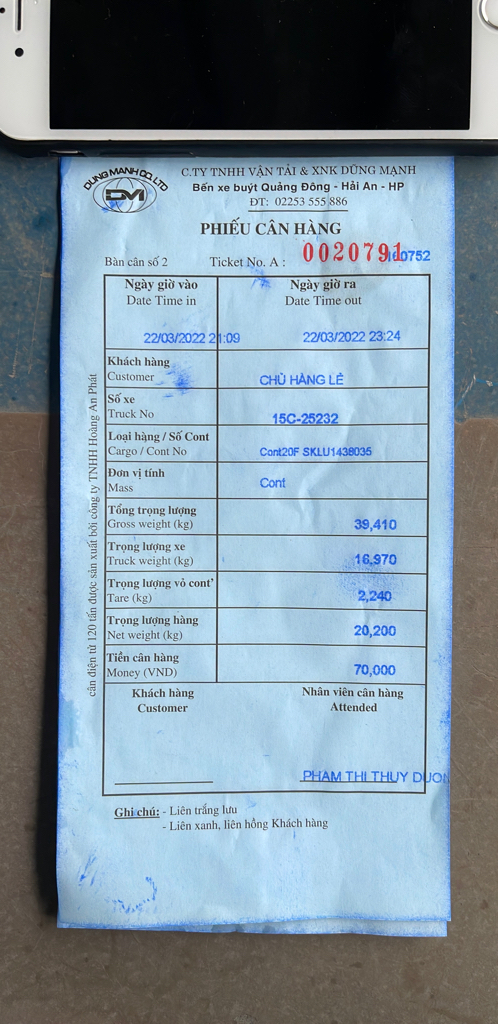 DUNG MANH CO.LTD
DM
C.TY TNHH VẬN TẢI & XNK DŨNG MẠNH
Bến xe buýt Quảng Đông - Hải An - HP
ĐT: 02253 555 886
PHIẾU CÂN HÀNG
Bàn cân số 2 Ticket No. A : 0020791 160752
Ngày giờ vào Ngày giờ ra
Date Time in Date Time out
22/03/2022 21:09 22/03/2022 23:24
Khách hàng
Customer CHỦ HÀNG LẺ
Số xe
Truck No 15C-25232
Loại hàng / Số Cont
Cargo / Cont No Cont20F SKLU1438035
Đơn vị tính
Mass Cont
Tổng trọng lượng
Gross weight (kg) 39,410
Trọng lượng xe
Truck weight (kg) 16,970
Trọng lượng vỏ cont'
Tare (kg) 2,240
Trọng lượng hàng
Net weight (kg) 20,200
Tiền cân hàng
Money (VND) 70,000
Khách hàng Nhân viên cân hàng
Customer Attended
PHAM THI THUY DUON
Ghi chú: - Liên trắng lưu
- Liên xanh, liên hồng Khách hàng
cân điện tử 120 tấn được sản xuất bởi công ty TNHH Hoàng An Phát